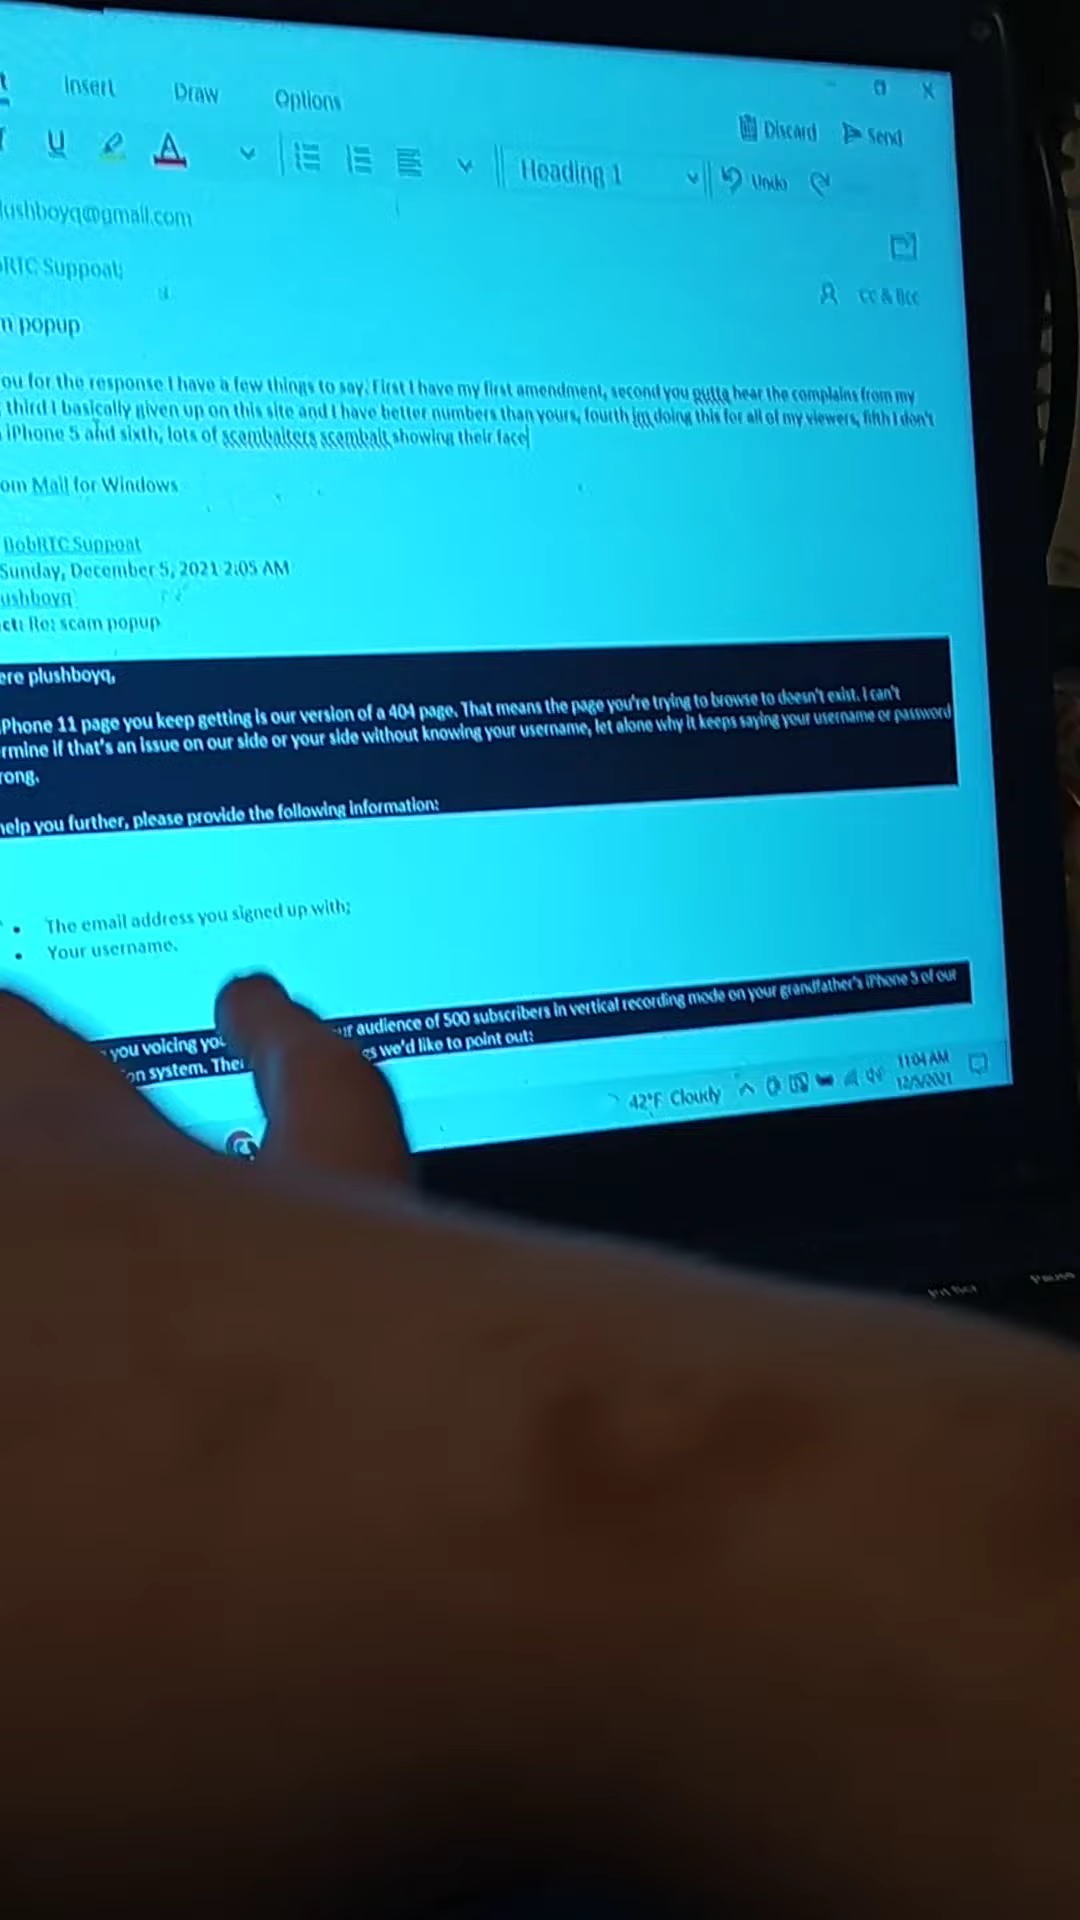 Insert Draw Options
Discard Send
U A Heading 1 Undo
lushboyq@gmail.com
RTC Suppoat;
cc & Bcc
popup
ou for the response I have a few things to say. First I have my first amendment, second you gutta hear the complains from my
third I basically given up on this site and I have better numbers than yours, fourth im doing this for all of my viewers, fifth I don't
iPhone 5 and sixth, lots of scambaiters scambait showing their face
om Mail for Windows
BobRTC Suppoat
Sunday, December 5, 2021 2:05 AM
ushboyq
ct: Re: scam popup
ere plushboyq,
Phone 11 page you keep getting is our version of a 404 page. That means the page you're trying to browse to doesn't exist. I can't
rmine if that's an issue on our side or your side without knowing your username, let alone why it keeps saying your username or password
rong.
help you further, please provide the following information:
• The email address you signed up with;
• Your username.
you voicing you ur audience of 500 subscribers in vertical recording mode on your grandfather's iPhone 5 of our
on system. Ther gs we'd like to point out:
42°F Cloudy 11:04 AM
12/5/2021